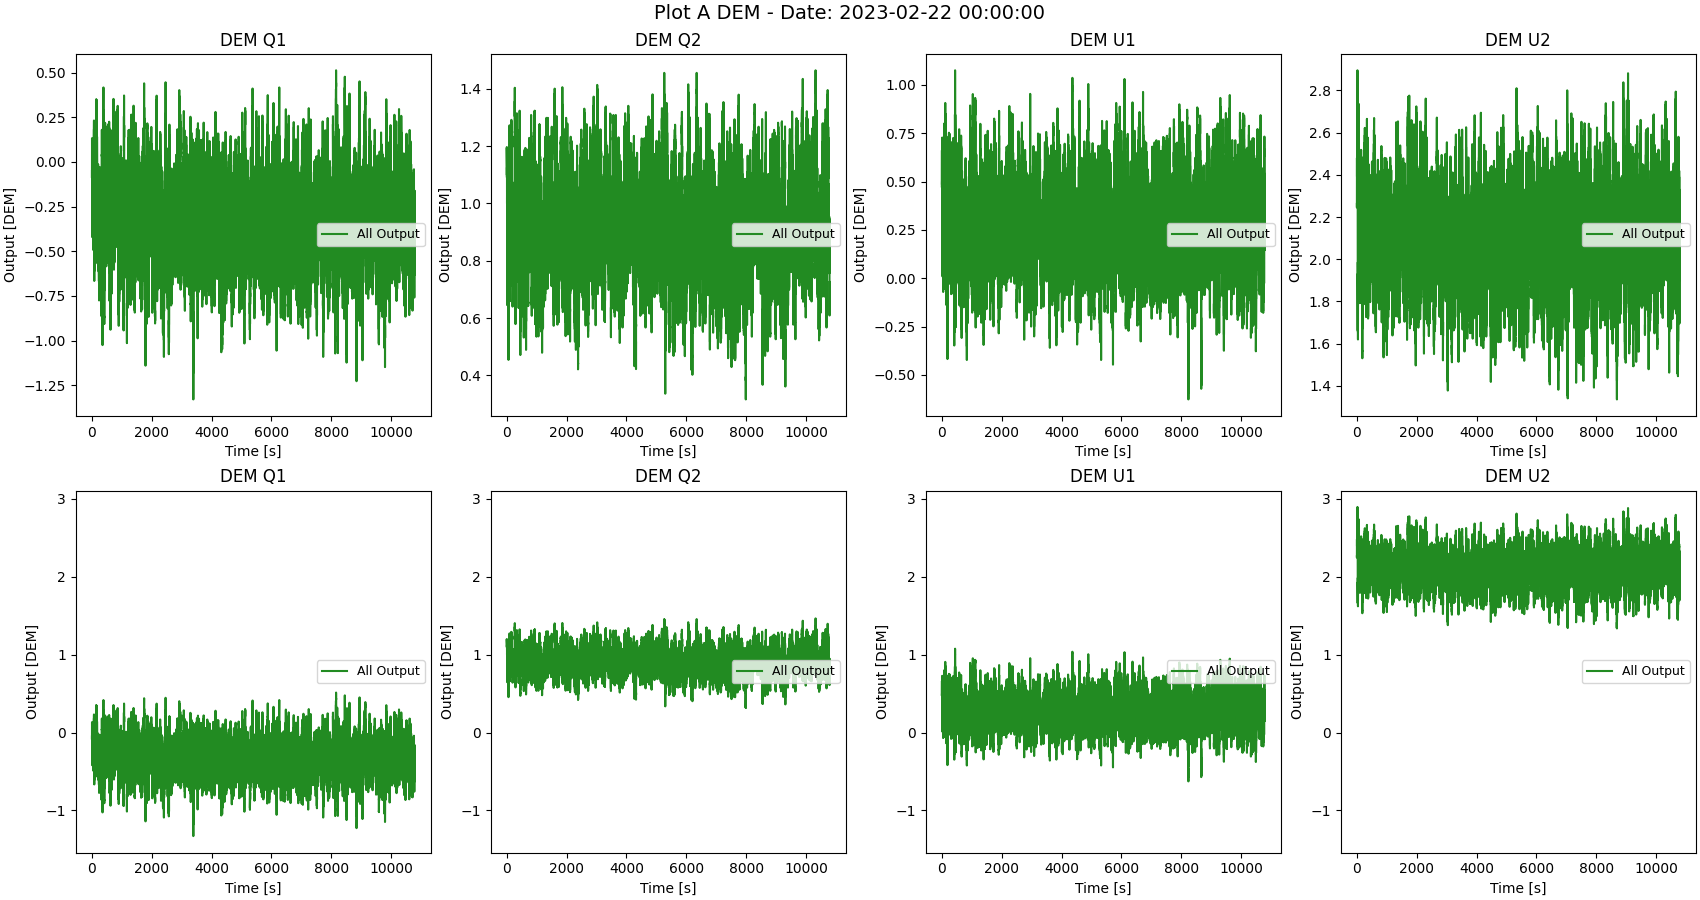 Plot A DEM - Date: 2023-02-22 00:00:00
DEM Q1
DEM Q2
DEM U1
DEM U2
Output [DEM]
0.50
0.25
0.00
−0.25
−0.50
−0.75
−1.00
−1.25
All Output
0
2000
4000
6000
8000
10000
Time [s]
Output [DEM]
1.4
1.2
1.0
0.8
0.6
0.4
All Output
0
2000
4000
6000
8000
10000
Time [s]
Output [DEM]
1.00
0.75
0.50
0.25
0.00
−0.25
−0.50
All Output
0
2000
4000
6000
8000
10000
Time [s]
Output [DEM]
2.8
2.6
2.4
2.2
2.0
1.8
1.6
1.4
All Output
0
2000
4000
6000
8000
10000
Time [s]
DEM Q1
DEM Q2
DEM U1
DEM U2
Output [DEM]
3
2
1
0
−1
All Output
0
2000
4000
6000
8000
10000
Time [s]
Output [DEM]
3
2
1
0
−1
All Output
0
2000
4000
6000
8000
10000
Time [s]
Output [DEM]
3
2
1
0
−1
All Output
0
2000
4000
6000
8000
10000
Time [s]
Output [DEM]
3
2
1
0
−1
All Output
0
2000
4000
6000
8000
10000
Time [s]